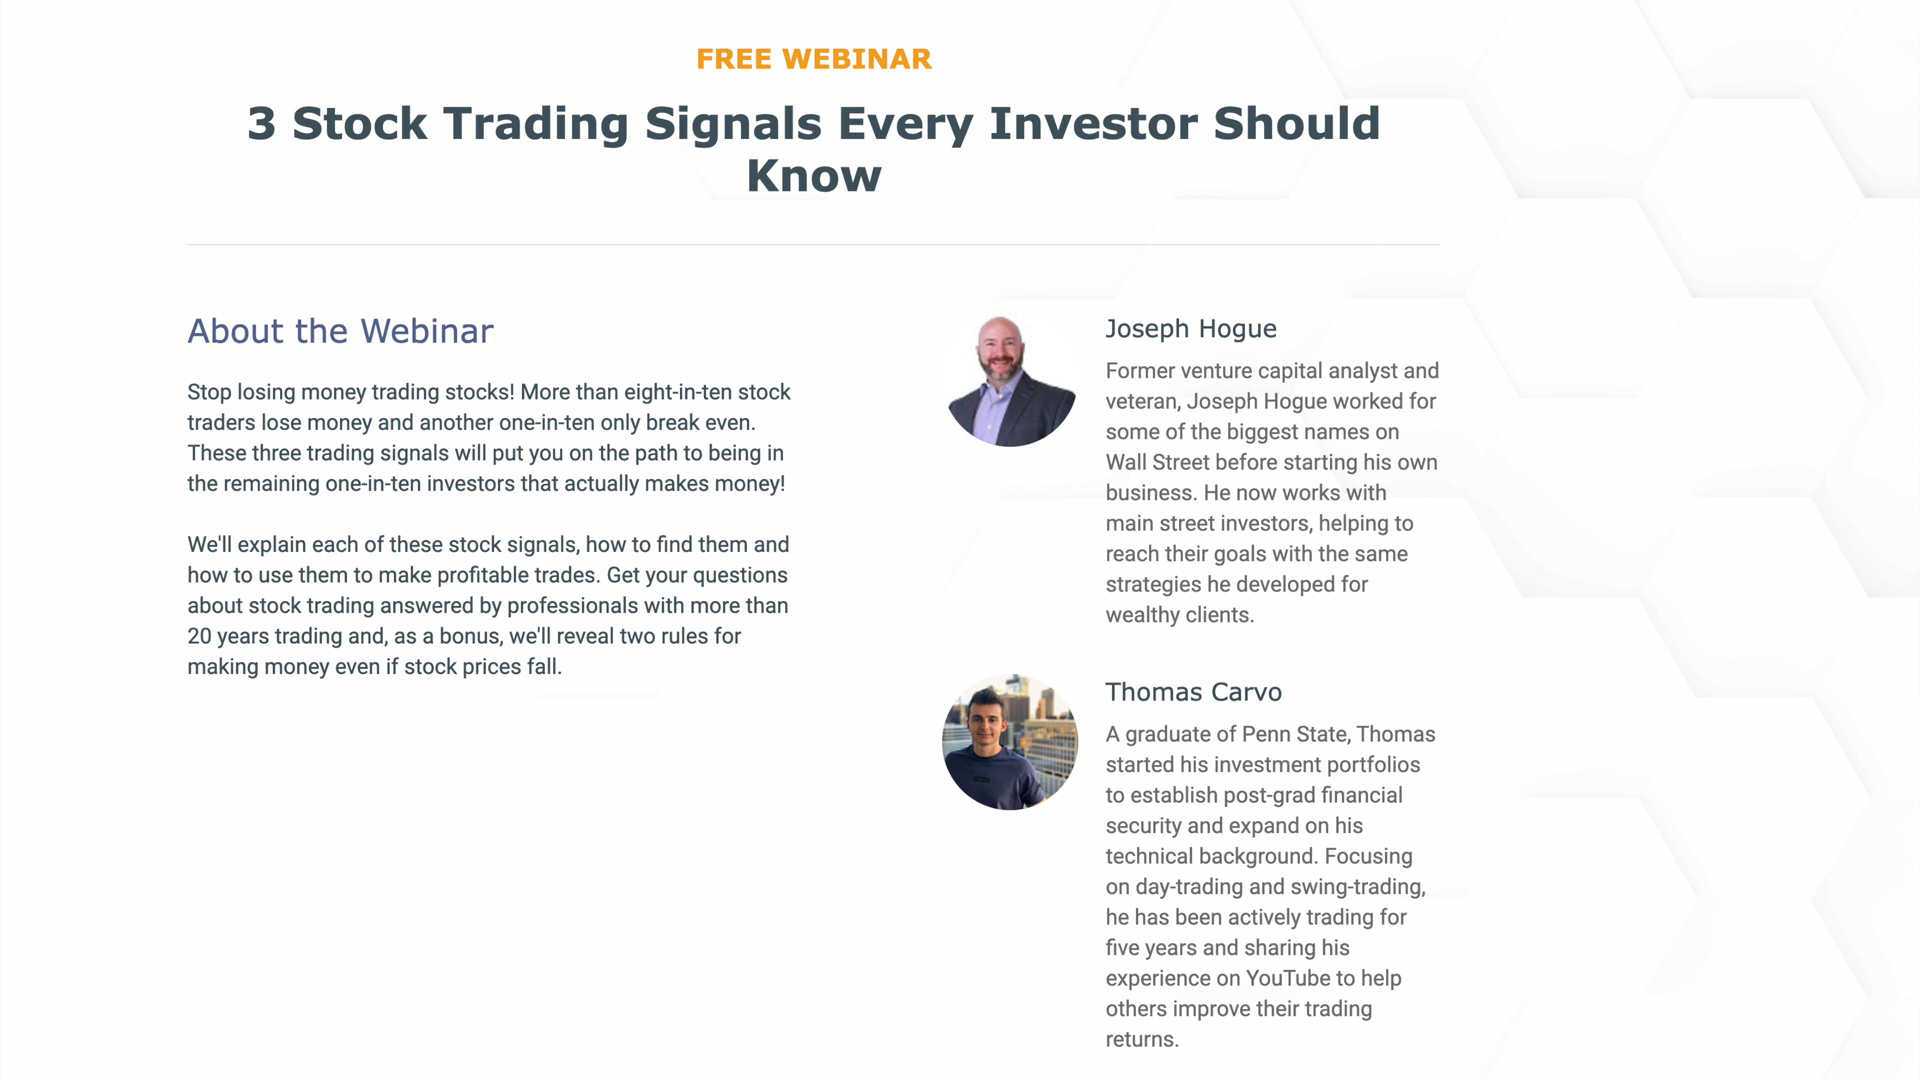 FREE WEBINAR
3 Stock Trading Signals Every Investor Should
Know
About the Webinar
Stop losing money trading stocks! More than eight-in-ten stock
traders lose money and another one-in-ten only break even.
These three trading signals will put you on the path to being in
the remaining one-in-ten investors that actually makes money!
We'll explain each of these stock signals, how to find them and
how to use them to make profitable trades. Get your questions
about stock trading answered by professionals with more than
20 years trading and, as a bonus, we'll reveal two rules for
making money even if stock prices fall.
Joseph Hogue
Former venture capital analyst and
veteran, Joseph Hogue worked for
some of the biggest names on
Wall Street before starting his own
business. He now works with
main street investors, helping to
reach their goals with the same
strategies he developed for
wealthy clients.
Thomas Carvo
A graduate of Penn State, Thomas
started his investment portfolios
to establish post-grad financial
security and expand on his
technical background. Focusing
on day-trading and swing-trading,
he has been actively trading for
five years and sharing his
experience on YouTube to help
others improve their trading
returns.